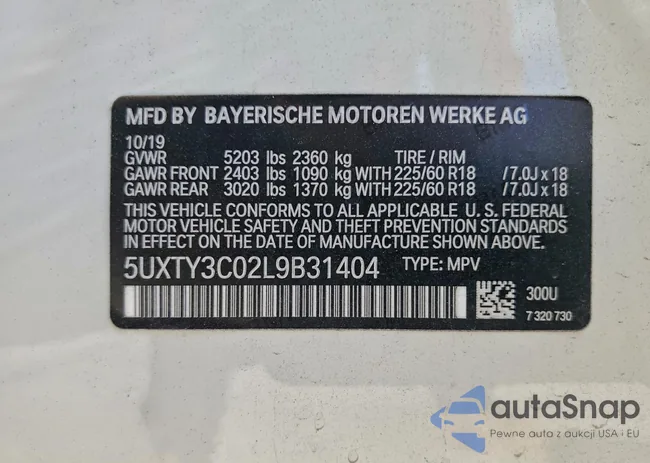 MFD BY BAYERISCHE MOTOREN WERKE AG
10/19
GVWR 5203 lbs 2360 kg TIRE / RIM
GAWR FRONT 2403 lbs 1090 kg WITH 225/60 R18 /7.0J x 18
GAWR REAR 3020 lbs 1370 kg WITH 225/60 R18 /7.0J x 18
THIS VEHICLE CONFORMS TO ALL APPLICABLE U. S. FEDERAL
MOTOR VEHICLE SAFETY AND THEFT PREVENTION STANDARDS
IN EFFECT ON THE DATE OF MANUFACTURE SHOWN ABOVE.
5UXTY3C02L9B31404 TYPE: MPV
300U
7 320 730
autoSnap
Pewne auta z aukcji USA i EU